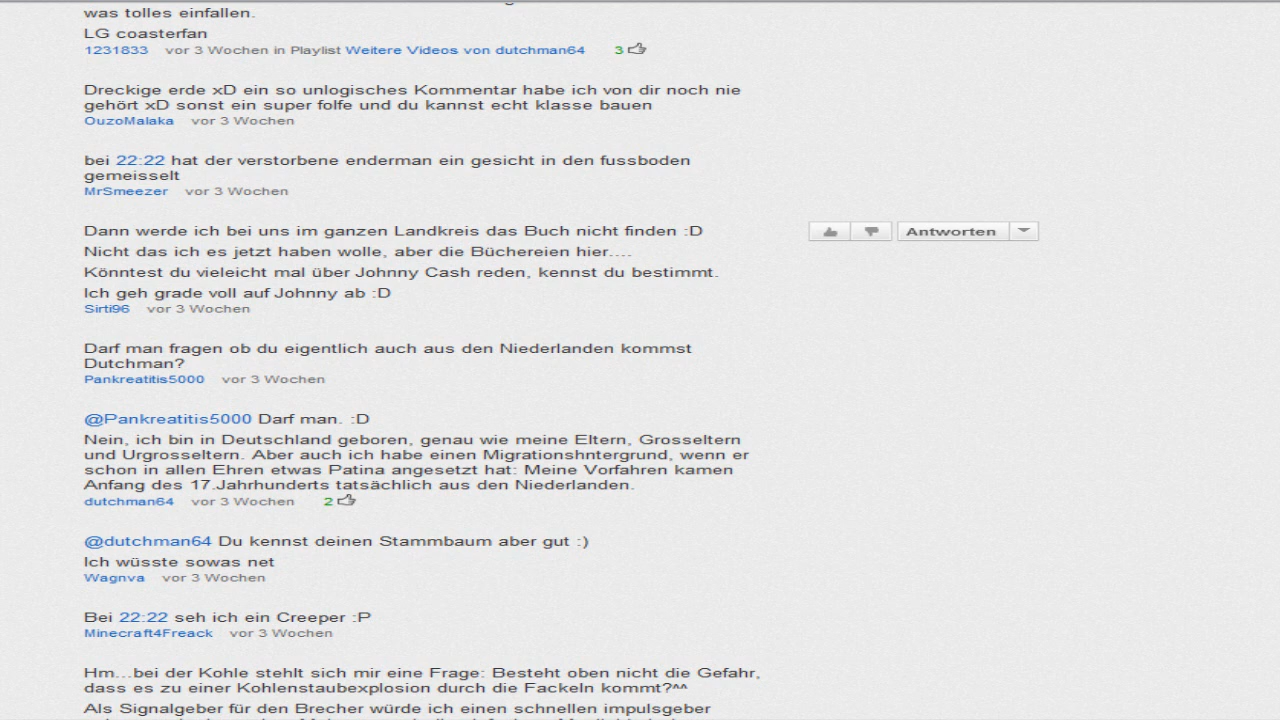 was tolles einfallen.
LG coasterfan
1231833 vor 3 Wochen in Playlist Weitere Videos von dutchman64 3
Dreckige erde xD ein so unlogisches Kommentar habe ich von dir noch nie
gehört xD sonst ein super folfe und du kannst echt klasse bauen
OuzoMalaka vor 3 Wochen
bei 22:22 hat der verstorbene enderman ein gesicht in den fussboden
gemeisselt
MrSmeezer vor 3 Wochen
Dann werde ich bei uns im ganzen Landkreis das Buch nicht finden :D
Antworten
Nicht das ich es jetzt haben wolle, aber die Büchereien hier....
Könntest du vieleicht mal über Johnny Cash reden, kennst du bestimmt.
Ich geh grade voll auf Johnny ab :D
Sirti96 vor 3 Wochen
Darf man fragen ob du eigentlich auch aus den Niederlanden kommst
Dutchman?
Pankreatitis5000 vor 3 Wochen
@Pankreatitis5000 Darf man. :D
Nein, ich bin in Deutschland geboren, genau wie meine Eltern, Grosseltern
und Urgrosseltern. Aber auch ich habe einen Migrationshntergrund, wenn er
schon in allen Ehren etwas Patina angesetzt hat: Meine Vorfahren kamen
Anfang des 17.Jahrhunderts tatsächlich aus den Niederlanden.
dutchman64 vor 3 Wochen 2
@dutchman64 Du kennst deinen Stammbaum aber gut :)
Ich wüsste sowas net
Wagnva vor 3 Wochen
Bei 22:22 seh ich ein Creeper :P
Minecraft4Freack vor 3 Wochen
Hm...bei der Kohle stehlt sich mir eine Frage: Besteht oben nicht die Gefahr,
dass es zu einer Kohlenstaubexplosion durch die Fackeln kommt?^^
Als Signalgeber für den Brecher würde ich einen schnellen impulsgeber